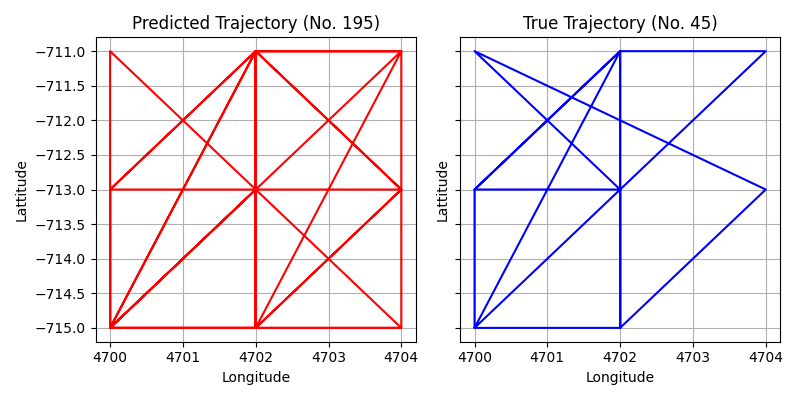 Predicted Trajectory (No. 195)
True Trajectory (No. 45)
−711.0
−711.5
−712.0
−712.5
−713.0
−713.5
−714.0
−714.5
−715.0
Lattitude
Lattitude
4700 4701 4702 4703 4704
4700 4701 4702 4703 4704
Longitude
Longitude